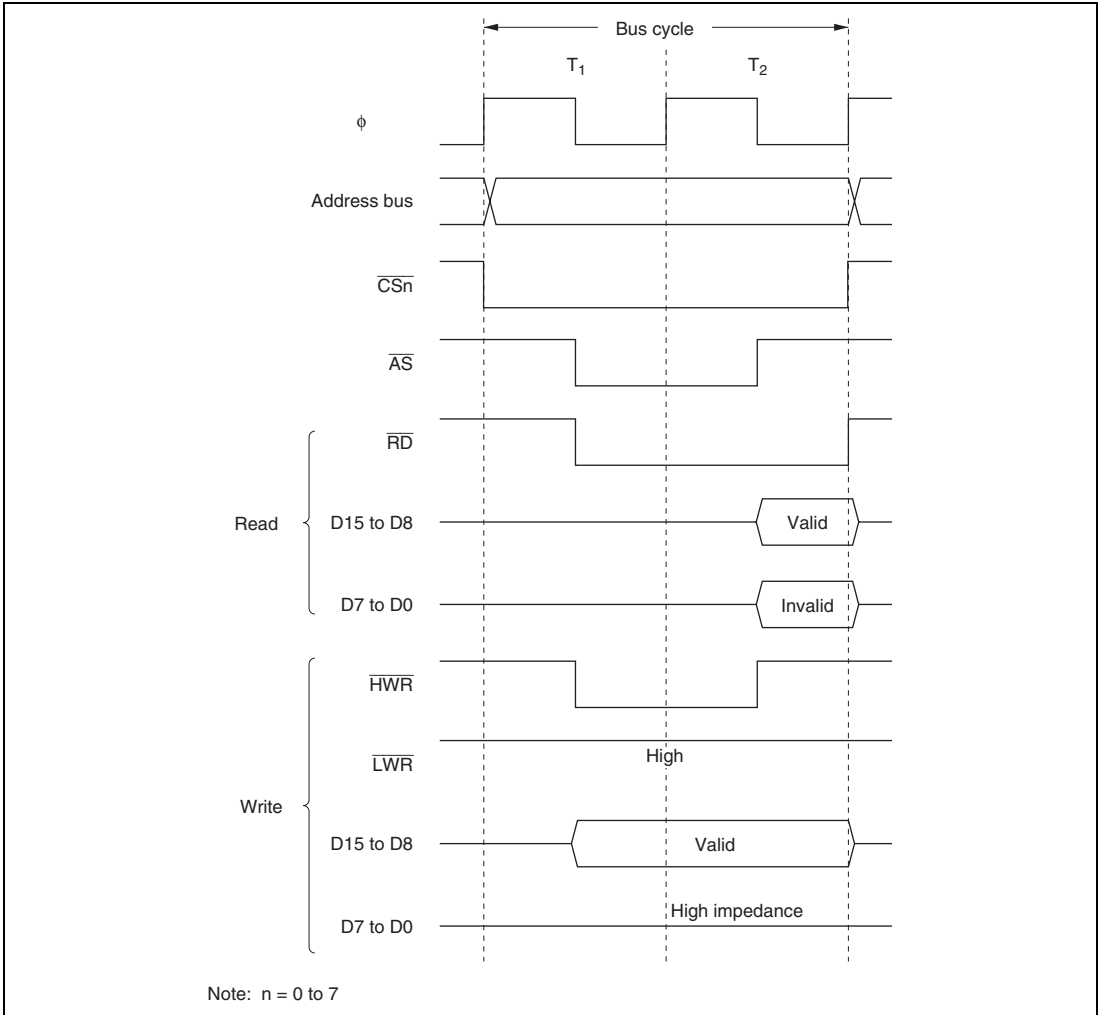 Bus cycle
T1 T2
φ
Address bus
CSn
AS
RD
Read
D15 to D8 Valid
D7 to D0 Invalid
HWR
LWR High
Write
D15 to D8 Valid
D7 to D0 High impedance
Note: n = 0 to 7